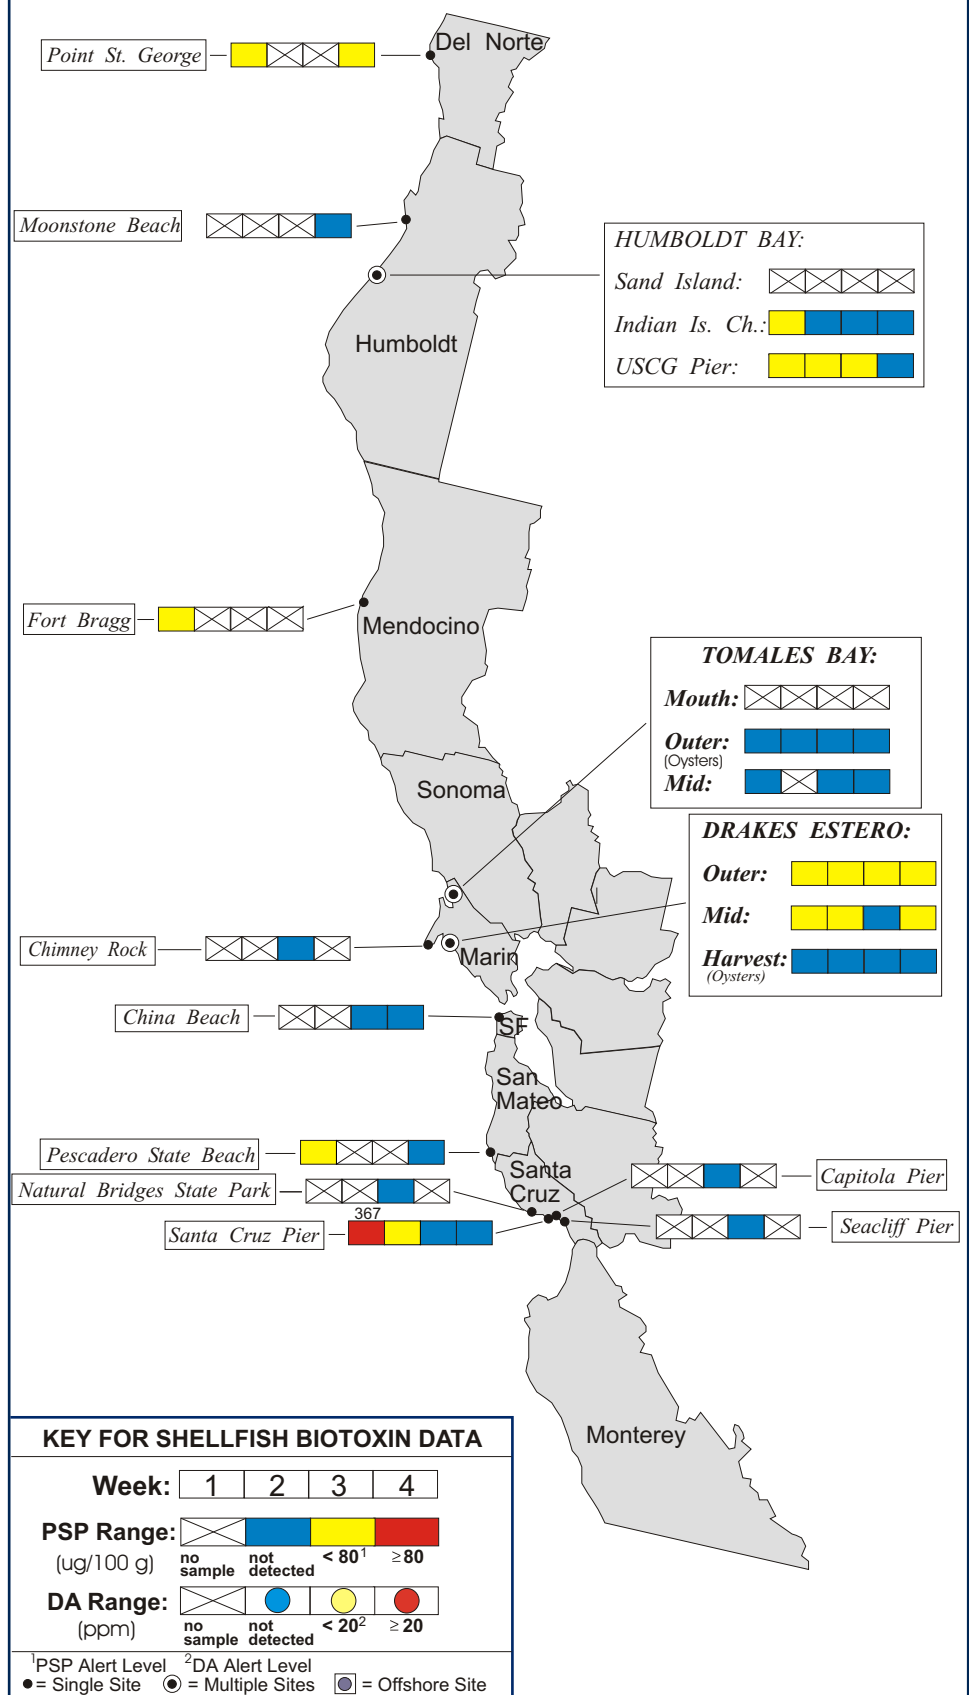 Point St. George
Del Norte
Moonstone Beach
HUMBOLDT BAY:
Sand Island:
Indian Is. Ch.:
USCG Pier:
Humboldt
Fort Bragg
Mendocino
TOMALES BAY:
Mouth:
Outer:
(Oysters)
Mid:
Sonoma
DRAKES ESTERO:
Outer:
Mid:
Harvest:
(Oysters)
Chimney Rock
Marin
China Beach
SF
San
Mateo
Pescadero State Beach
Santa
Cruz
Capitola Pier
Natural Bridges State Park
367
Santa Cruz Pier
Seacliff Pier
Monterey
KEY FOR SHELLFISH BIOTOXIN DATA
Week: 1 2 3 4
PSP Range:
(ug/100 g)
no sample not detected < 80¹ ≥ 80
DA Range:
(ppm)
no sample not detected < 20² ≥ 20
¹PSP Alert Level ²DA Alert Level
= Single Site = Multiple Sites = Offshore Site